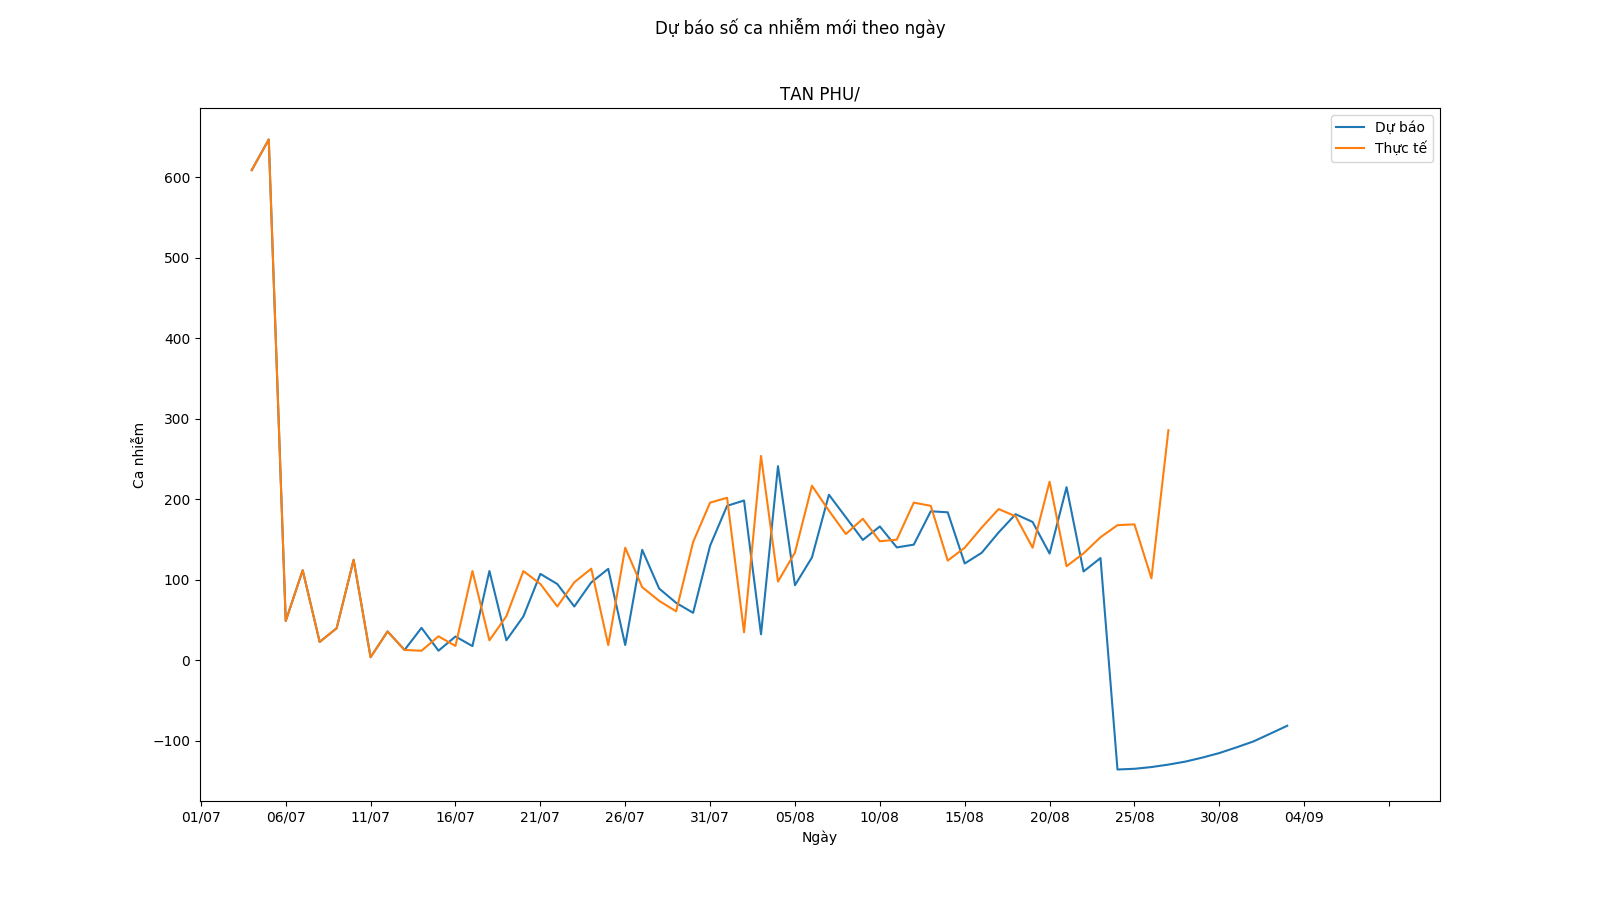 Dự báo số ca nhiễm mới theo ngày
TAN PHU/
Dự báo
Thực tế
600
500
400
300
200
100
0
−100
Ca nhiễm
01/07 06/07 11/07 16/07 21/07 26/07 31/07 05/08 10/08 15/08 20/08 25/08 30/08 04/09
Ngày